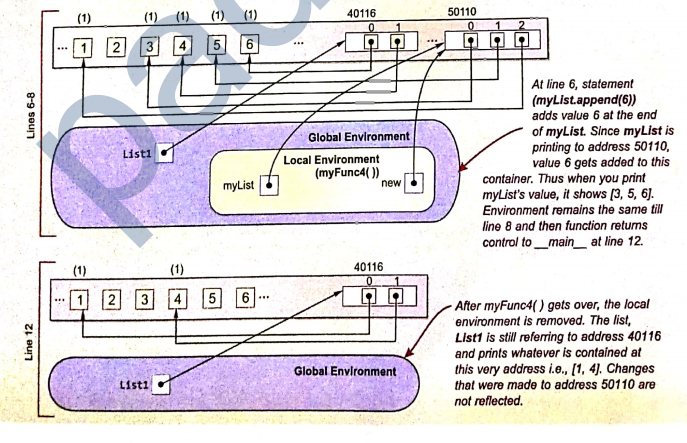 Lines 6-8
(1) (1) (1) (1) (1) 40116 50110
0 1 0 1 2
... 1 2 3 4 5 6 ... ...
Global Environment
List1
Local Environment
(myFunc4( ))
myList new
At line 6, statement
(myList.append(6))
adds value 6 at the end
of myList. Since myList is
printing to address 50110,
value 6 gets added to this
container. Thus when you print
myList's value, it shows [3, 5, 6].
Environment remains the same till
line 8 and then function returns
control to __main__ at line 12.
Line 12
(1) (1) 40116
0 1
... 1 2 3 4 5 6 ...
Global Environment
List1
After myFunc4( ) gets over, the local
environment is removed. The list,
List1 is still referring to address 40116
and prints whatever is contained at
this very address i.e., [1, 4]. Changes
that were made to address 50110 are
not reflected.